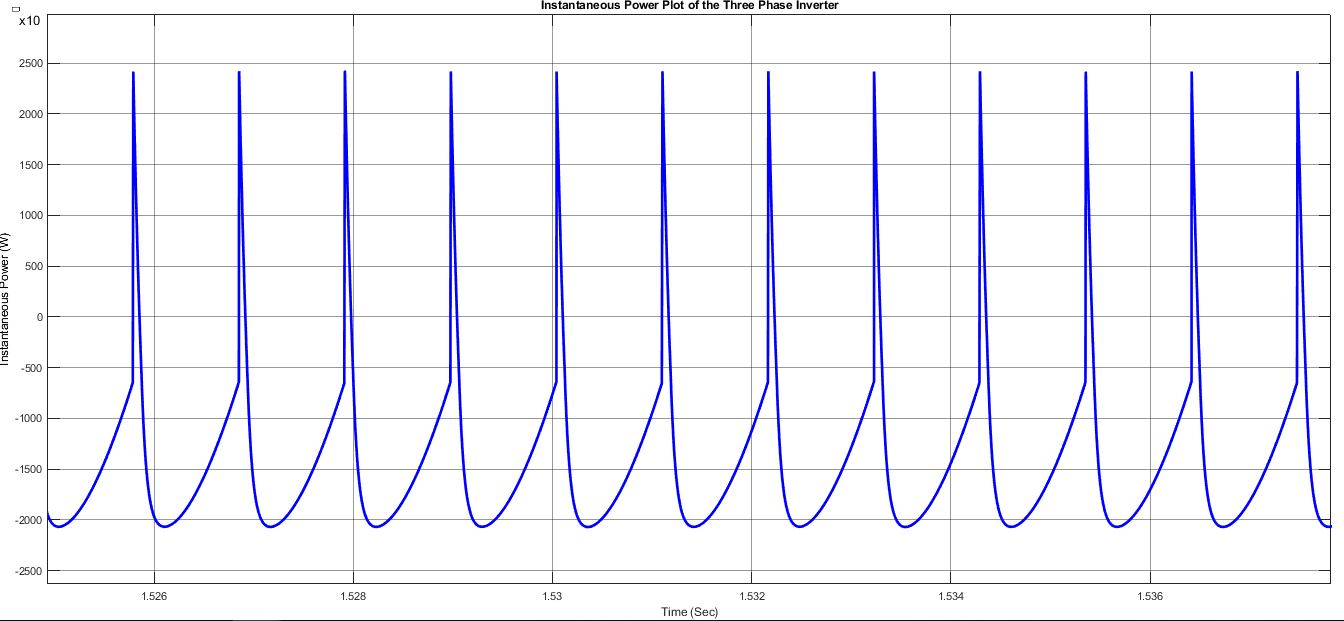 Instantaneous Power Plot of the Three Phase Inverter
x10
2500
2000
1500
1000
500
0
-500
-1000
-1500
-2000
-2500
Instantaneous Power (W)
1.526 1.528 1.53 1.532 1.534 1.536
Time (Sec)